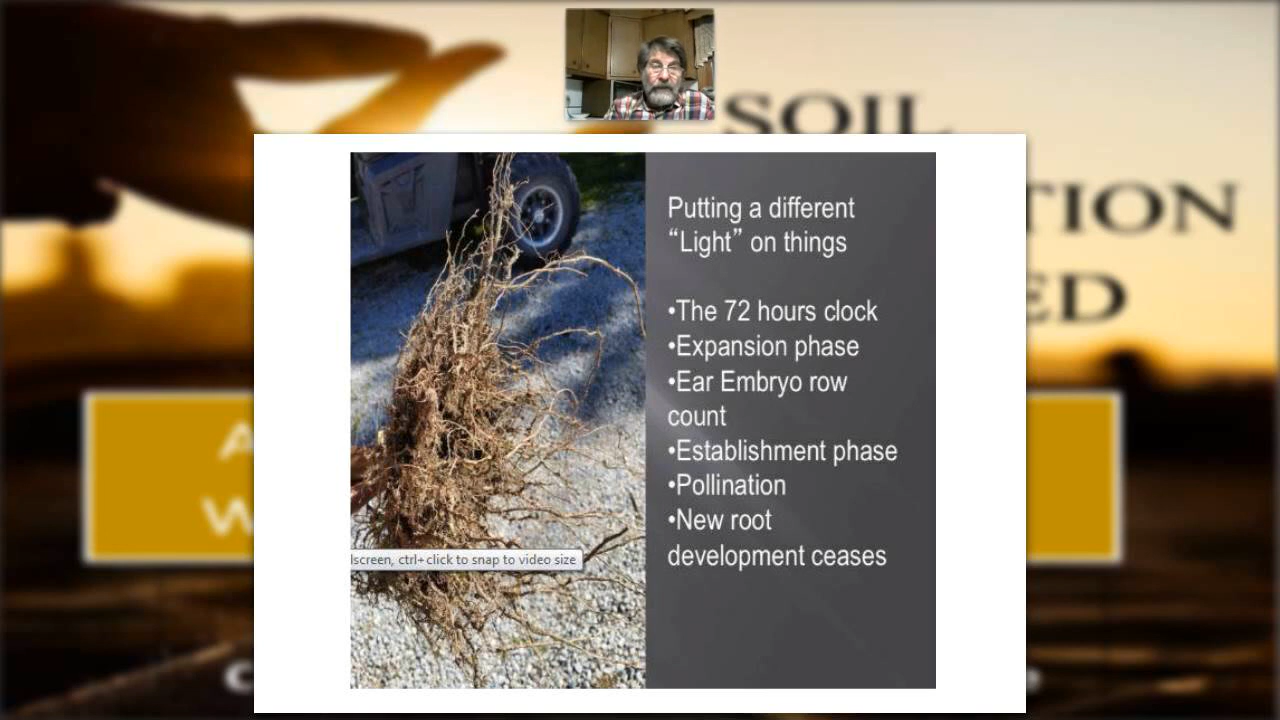 SOIL
TION
ED
A
W
C
Putting a different
“Light” on things
•The 72 hours clock
•Expansion phase
•Ear Embryo row
count
•Establishment phase
•Pollination
•New root
development ceases
lscreen, ctrl+click to snap to video size